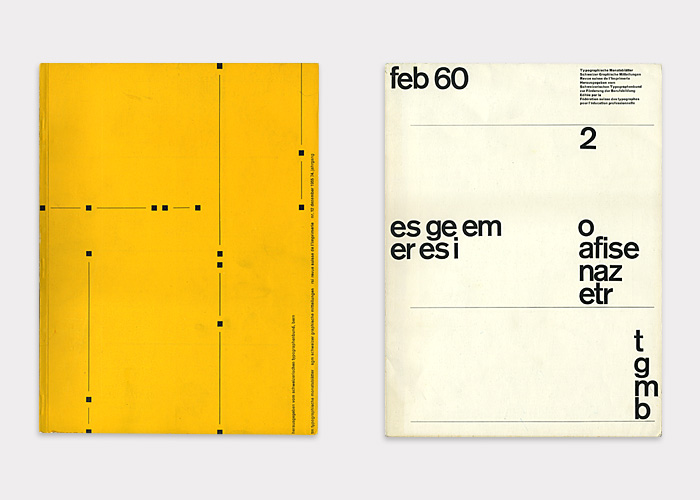 herausgegeben vom schweizerischen typographenbund, bern
tm typographische monatsblätter sgm schweizer graphische mitteilungen rsi revue suisse de l'imprimerie nr. 12 dezember 1959 78. jahrgang
feb 60
Typographische Monatsblätter
Schweizer Graphische Mitteilungen
Revue suisse de l'Imprimerie
Herausgegeben vom
Schweizerischen Typographenbund
zur Förderung der Berufsbildung
Editée par la
Fédération suisse des typographes
pour l'éducation professionnelle
2
es ge em
er es i
o
afise
naz
etr
t
g
m
b